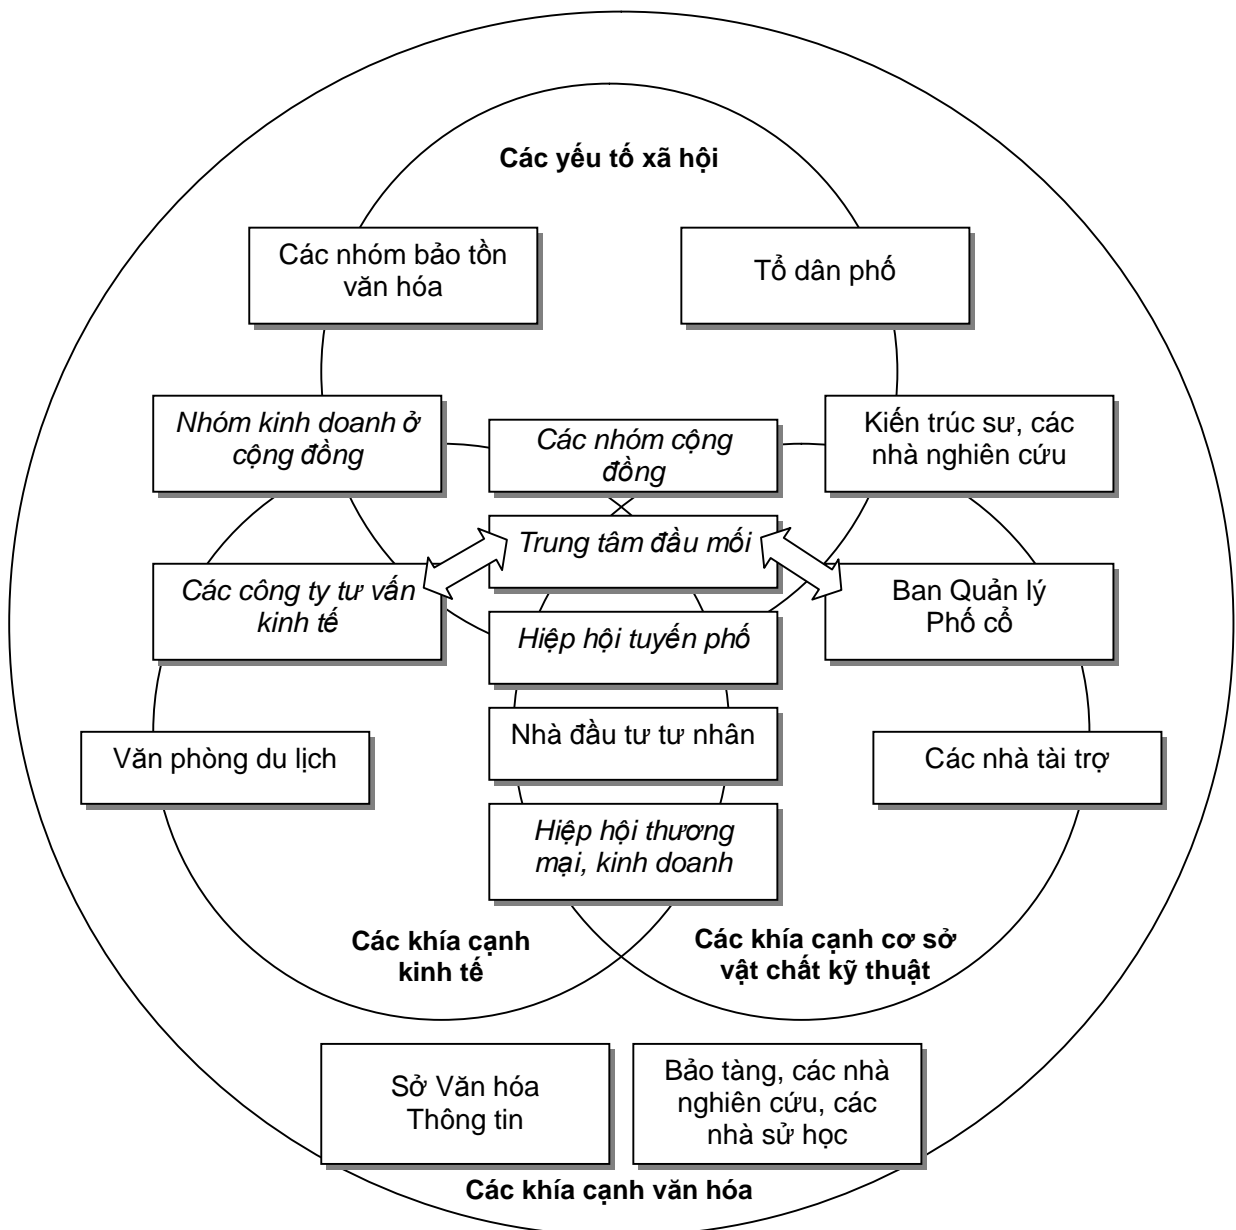 Các yếu tố xã hội
Các nhóm bảo tồn
văn hóa
Tổ dân phố
Nhóm kinh doanh ở
cộng đồng
Các nhóm cộng
đồng
Kiến trúc sư, các
nhà nghiên cứu
Trung tâm đầu mối
Các công ty tư vấn
kinh tế
Ban Quản lý
Phố cổ
Hiệp hội tuyến phố
Văn phòng du lịch
Nhà đầu tư tư nhân
Các nhà tài trợ
Hiệp hội thương
mại, kinh doanh
Các khía cạnh
kinh tế
Các khía cạnh cơ sở
vật chất kỹ thuật
Sở Văn hóa
Thông tin
Bảo tàng, các nhà
nghiên cứu, các
nhà sử học
Các khía cạnh văn hóa